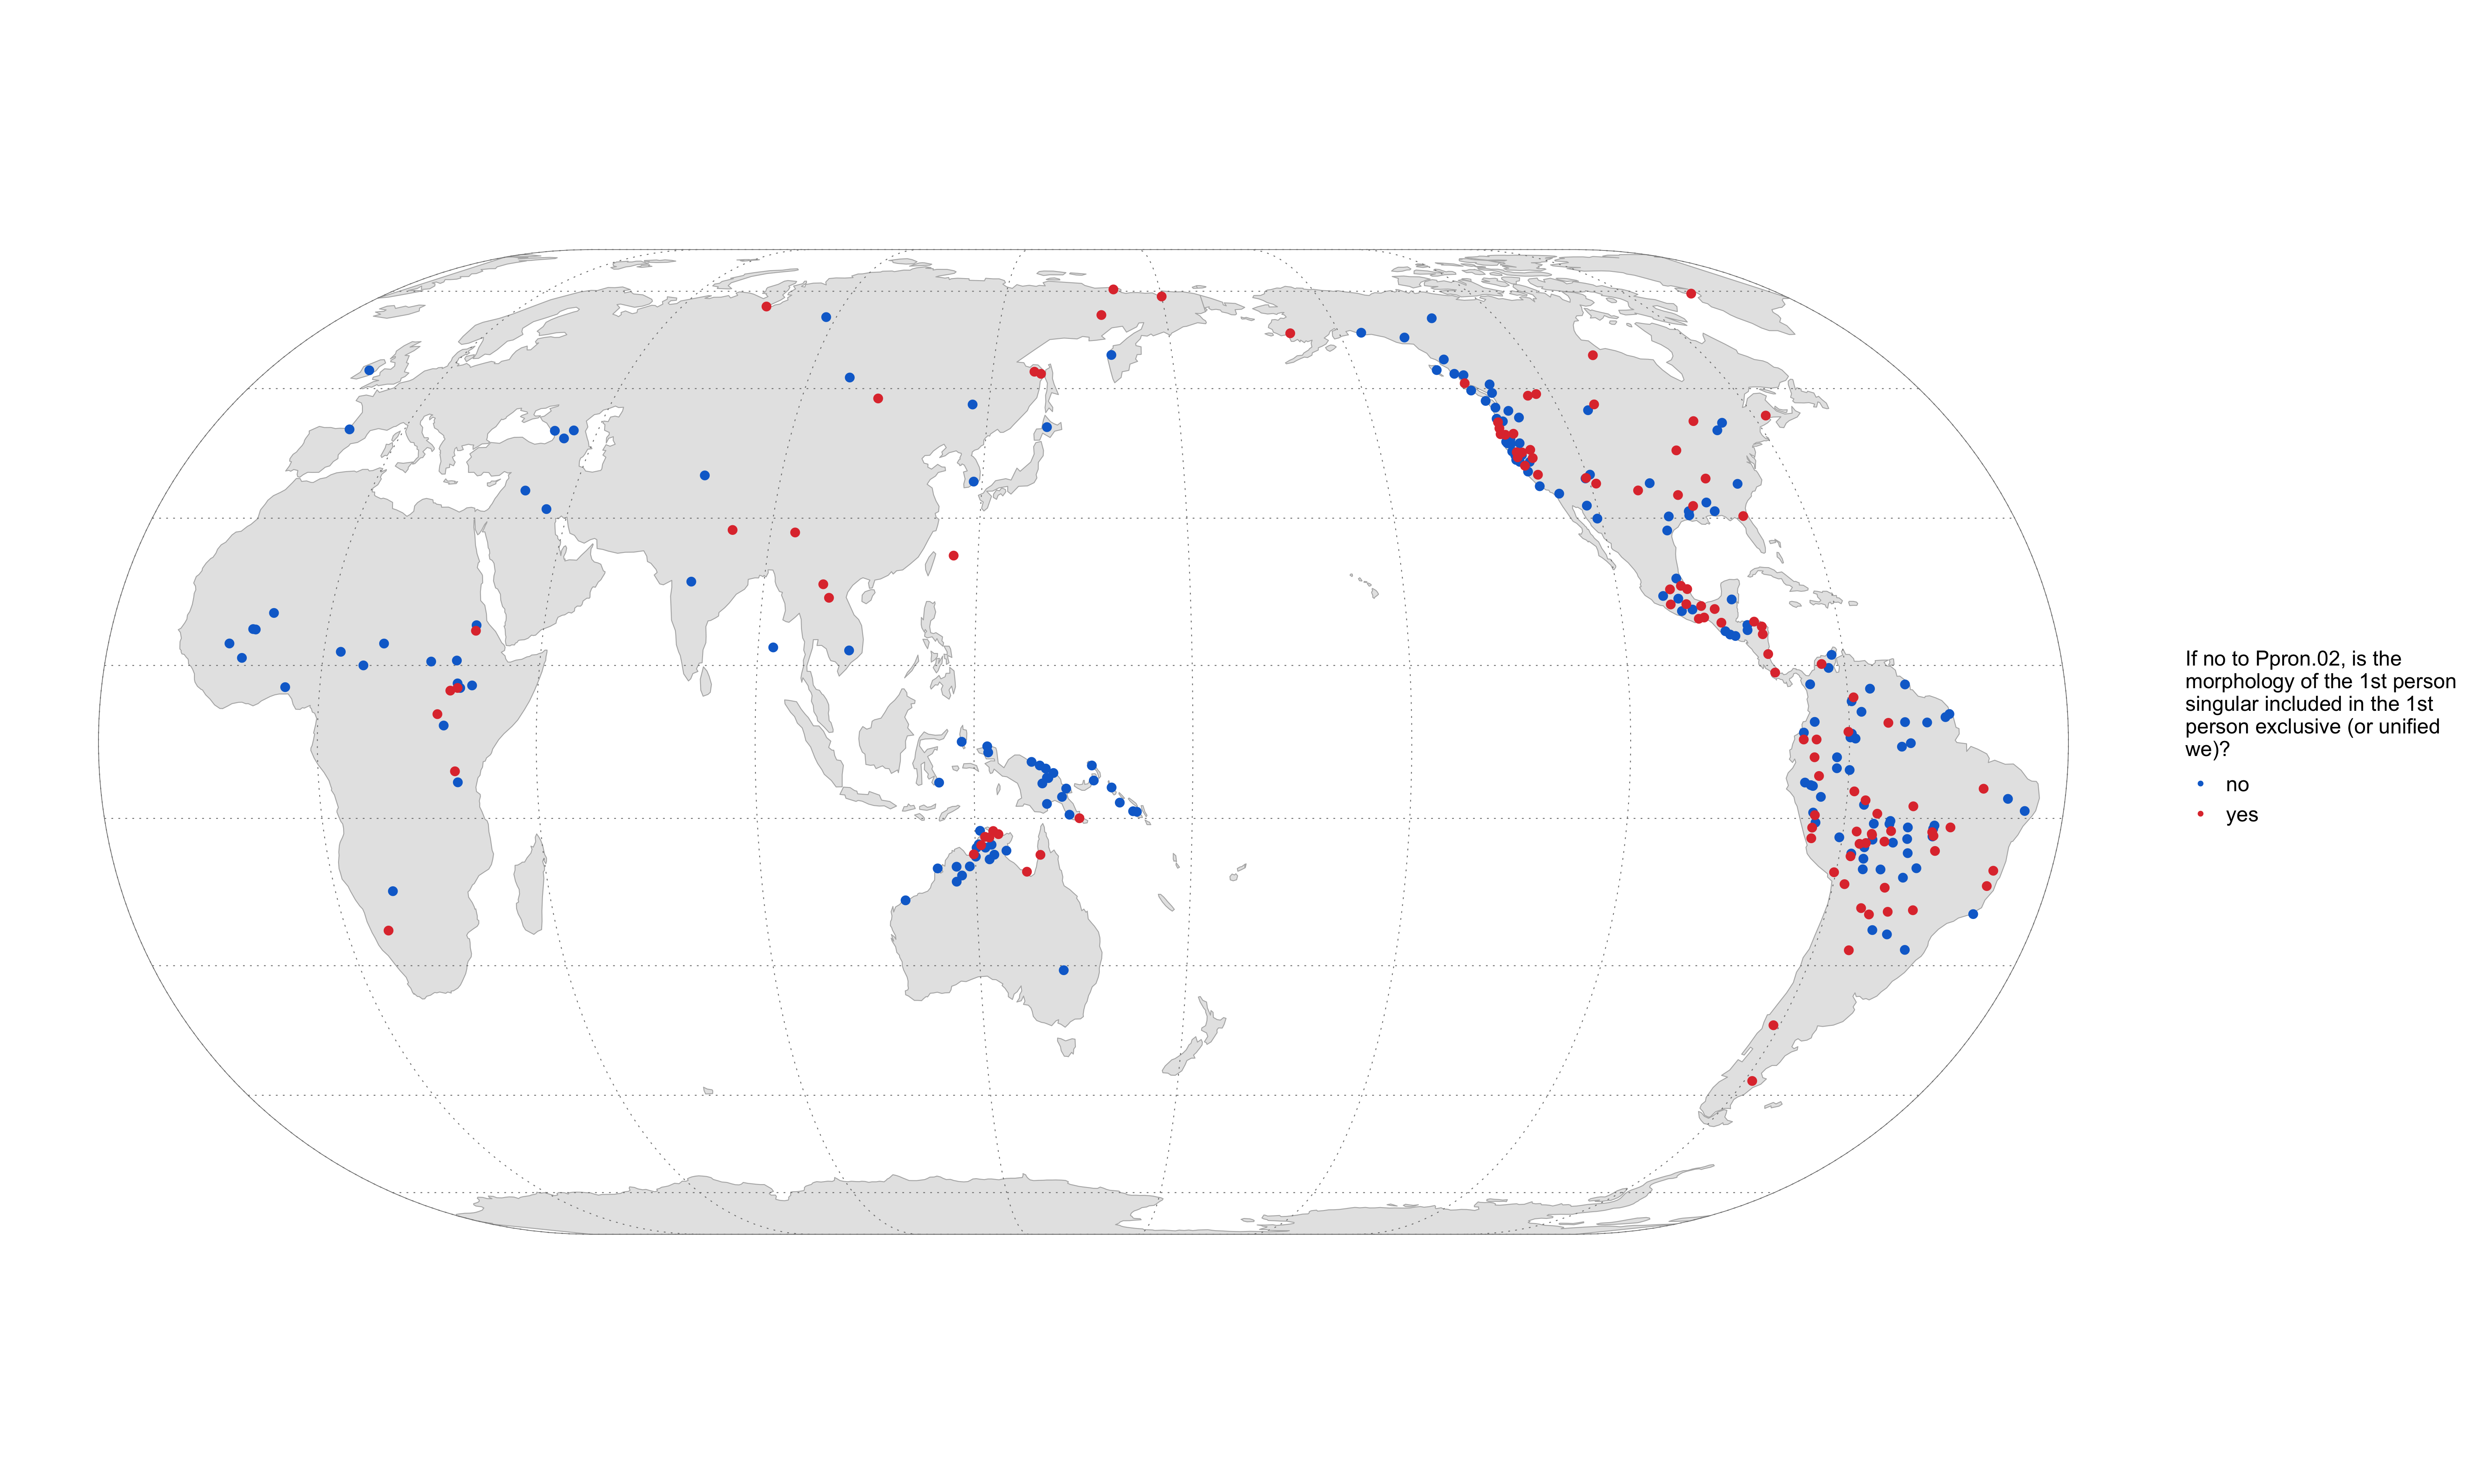 If no to Ppron.02, is the
morphology of the 1st person
singular included in the 1st
person exclusive (or unified
we)?
no
yes